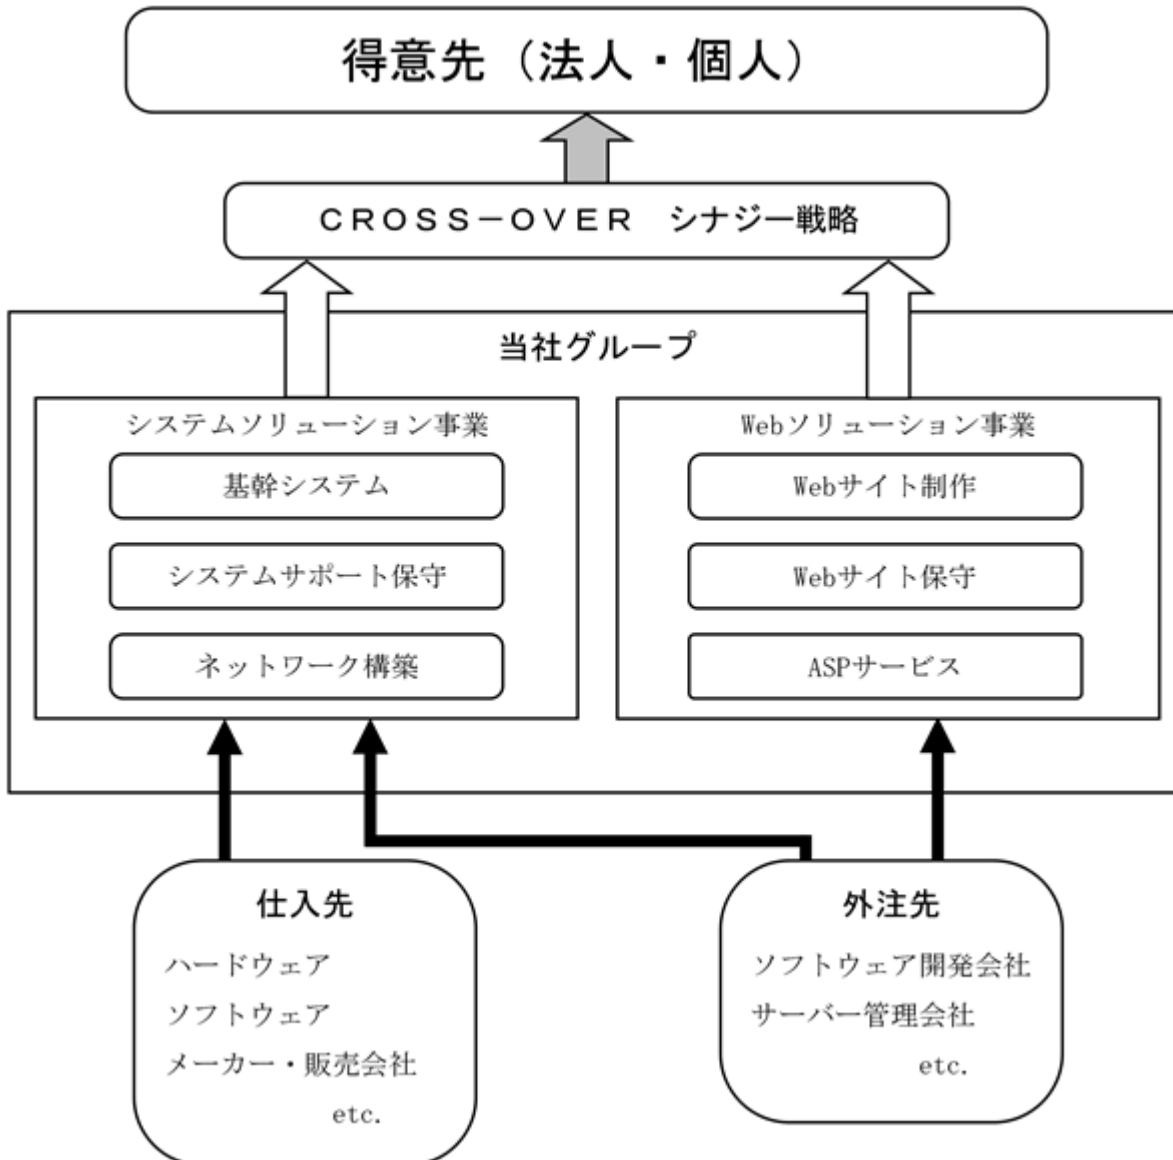 得意先（法人・個人）
ＣＲＯＳＳ－ＯＶＥＲ　シナジー戦略
当社グループ
システムソリューション事業
基幹システム
システムサポート保守
ネットワーク構築
Webソリューション事業
Webサイト制作
Webサイト保守
ASPサービス
仕入先
ハードウェア
ソフトウェア
メーカー・販売会社
etc.
外注先
ソフトウェア開発会社
サーバー管理会社
etc.